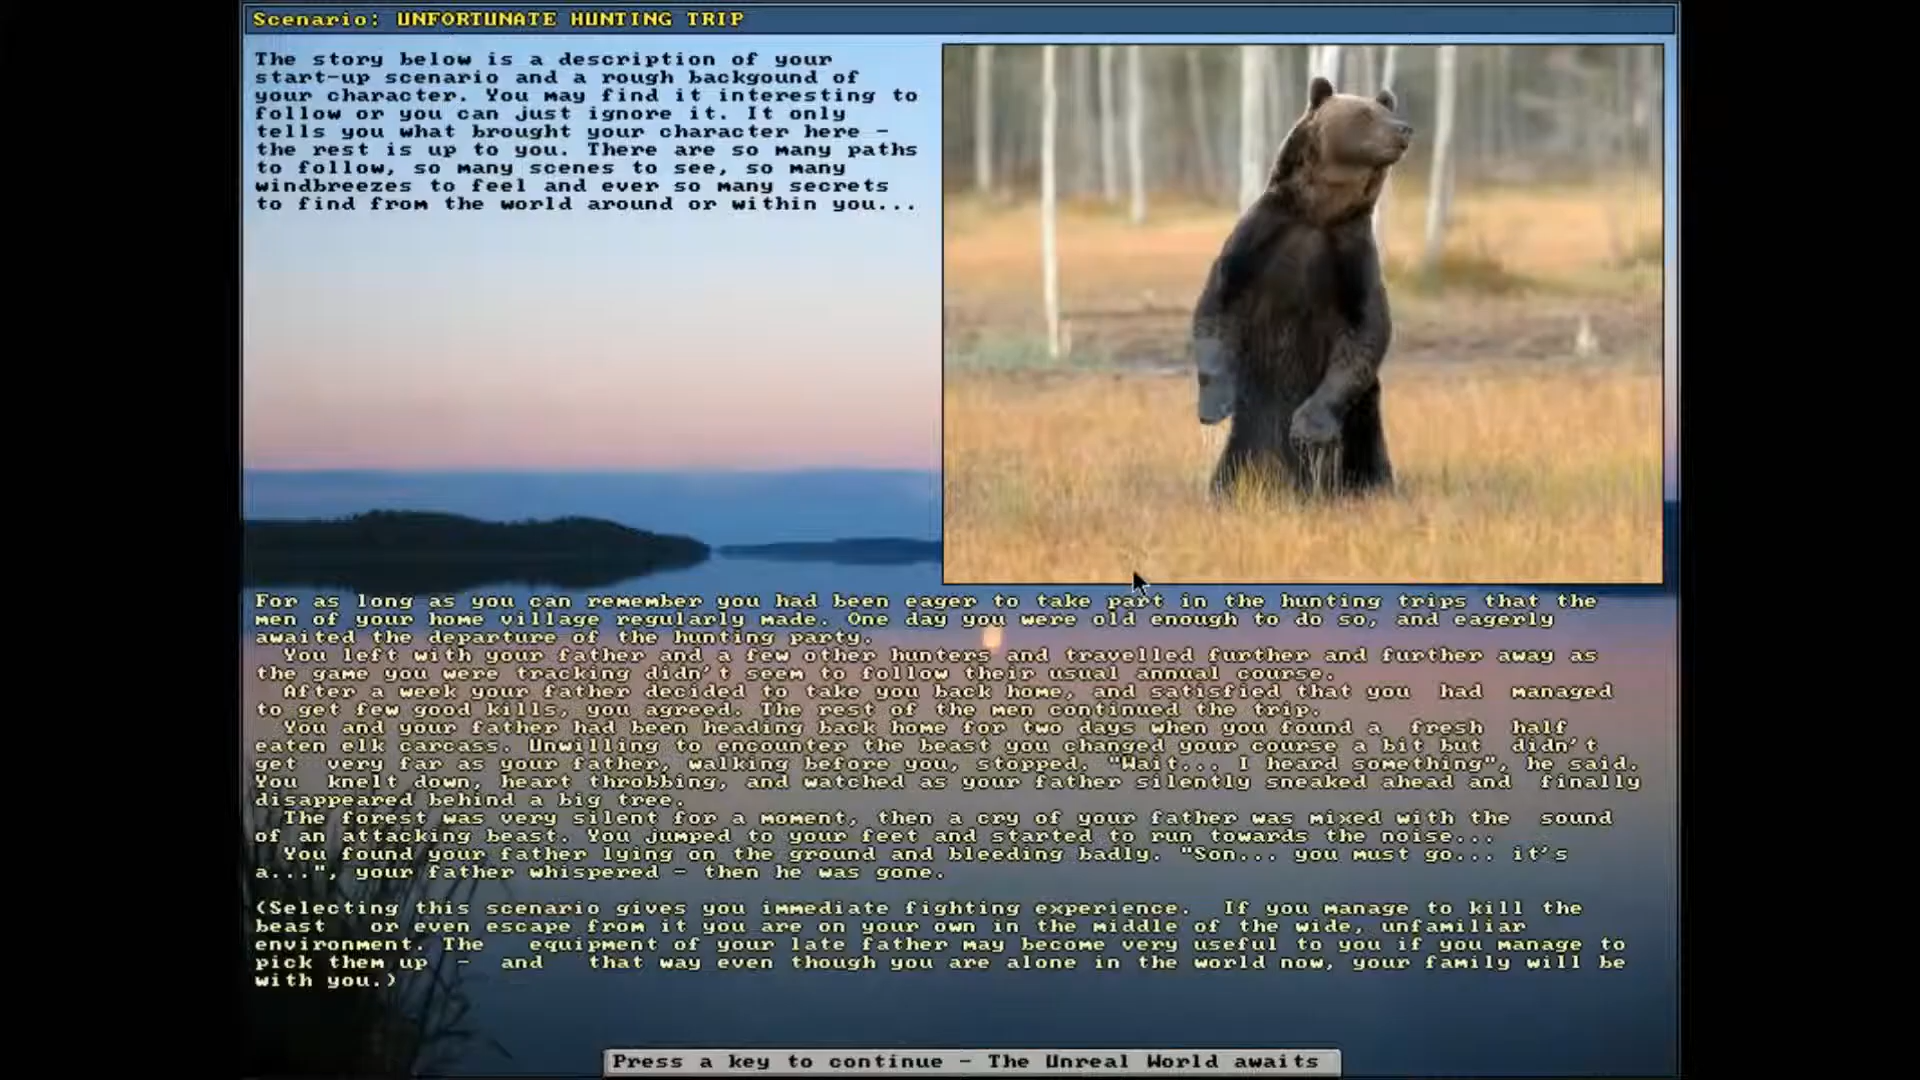 Scenario: UNFORTUNATE HUNTING TRIP
The story below is a description of your
start-up scenario and a rough backgound of
your character. You may find it interesting to
follow or you can just ignore it. It only
tells you what brought your character here -
the rest is up to you. There are so many paths
to follow, so many scenes to see, so many
windbreezes to feel and ever so many secrets
to find from the world around or within you...
For as long as you can remember you had been eager to take part in the hunting trips that the
men of your home village regularly made. One day you were old enough to do so, and eagerly
awaited the departure of the hunting party.
You left with your father and a few other hunters and travelled further and further away as
the game you were tracking didn't seem to follow their usual annual course.
After a week your father decided to take you back home, and satisfied that you had managed
to get few good kills, you agreed. The rest of the men continued the trip.
You and your father had been heading back home for two days when you found a fresh half
eaten elk carcass. Unwilling to encounter the beast you changed your course a bit but didn't
get very far as your father, walking before you, stopped. "Wait... I heard something", he said.
You knelt down, heart throbbing, and watched as your father silently sneaked ahead and finally
disappeared behind a big tree.
The forest was very silent for a moment, then a cry of your father was mixed with the sound
of an attacking beast. You jumped to your feet and started to run towards the noise...
You found your father lying on the ground and bleeding badly. "Son... you must go... it's
a...", your father whispered - then he was gone.
(Selecting this scenario gives you immediate fighting experience. If you manage to kill the
beast or even escape from it you are on your own in the middle of the wide, unfamiliar
environment. The equipment of your late father may become very useful to you if you manage to
pick them up - and that way even though you are alone in the world now, your family will be
with you.)
Press a key to continue - The Unreal World awaits